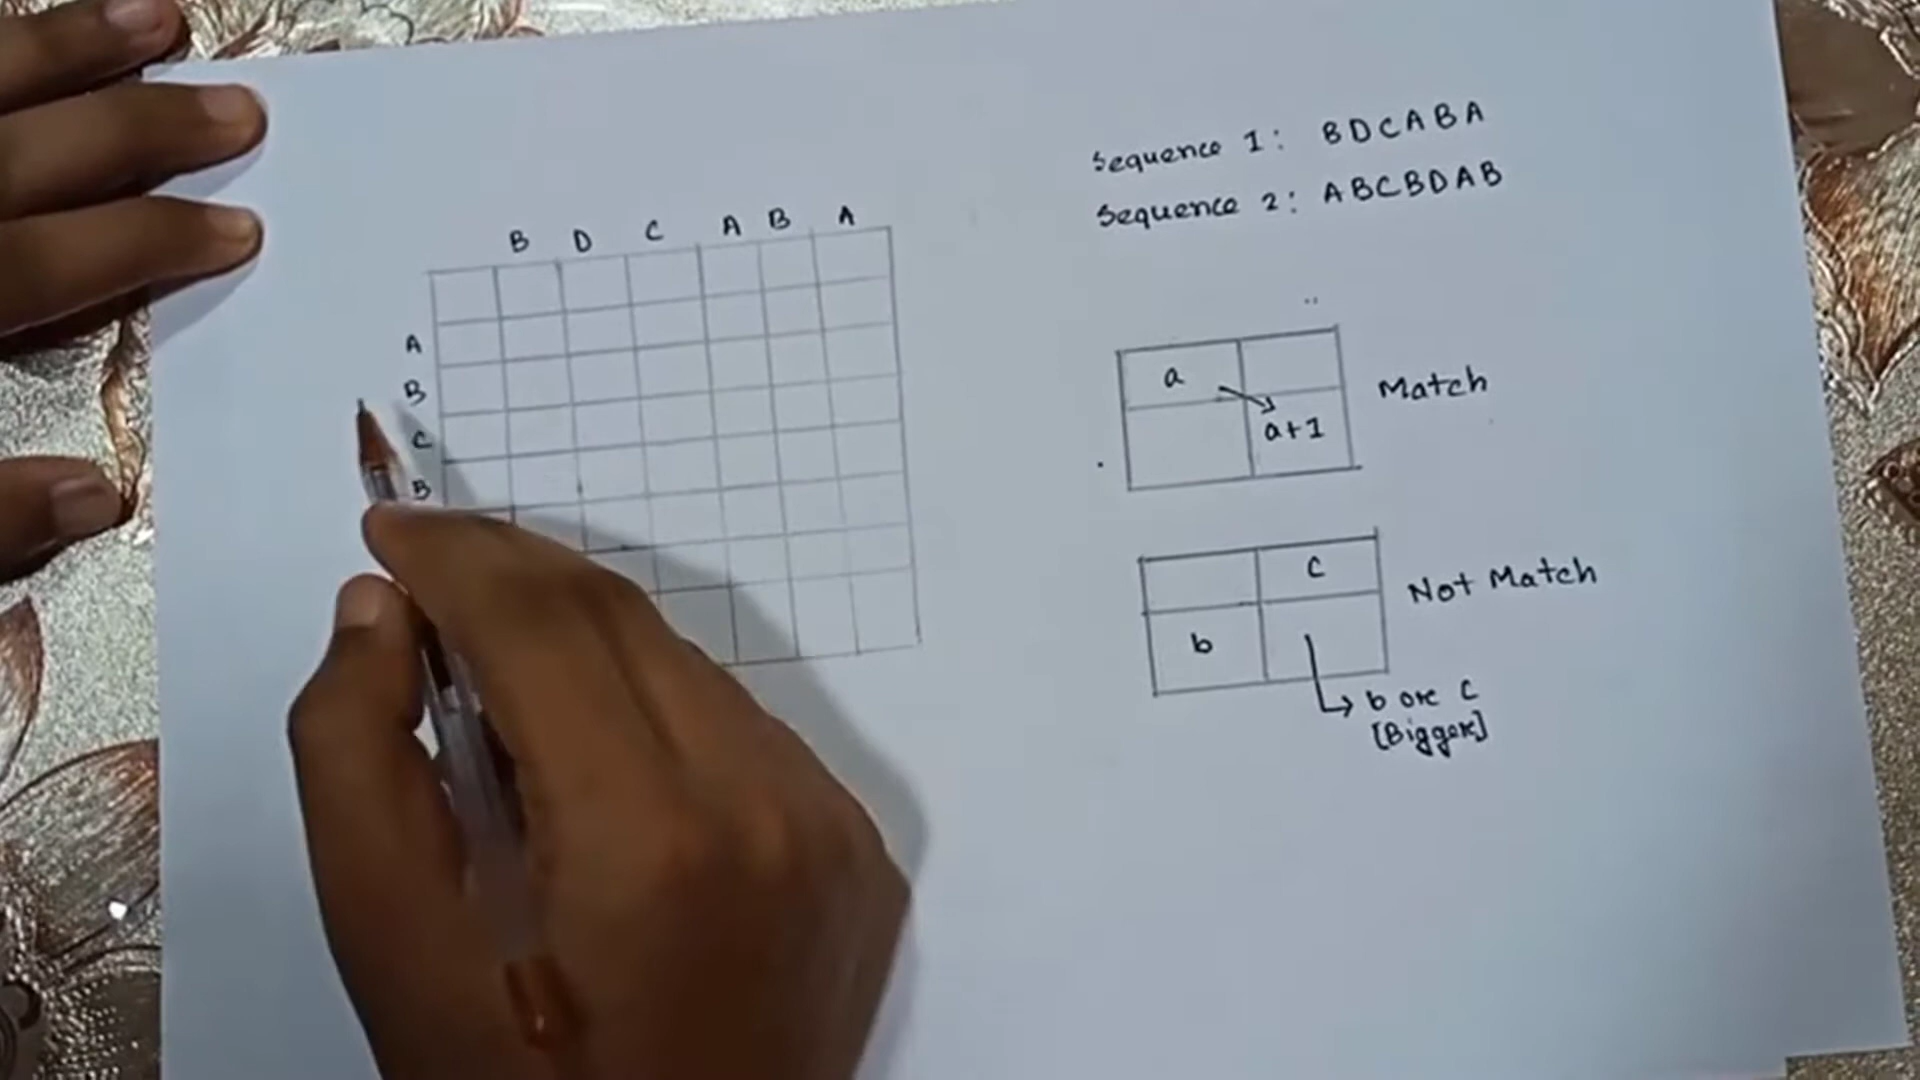 Sequence 1: BDCABA
Sequence 2: ABCBDAB
B D C A B A
A
B
C
B
a
a+1
Match
c
b
Not Match
b or c
[Bigger]